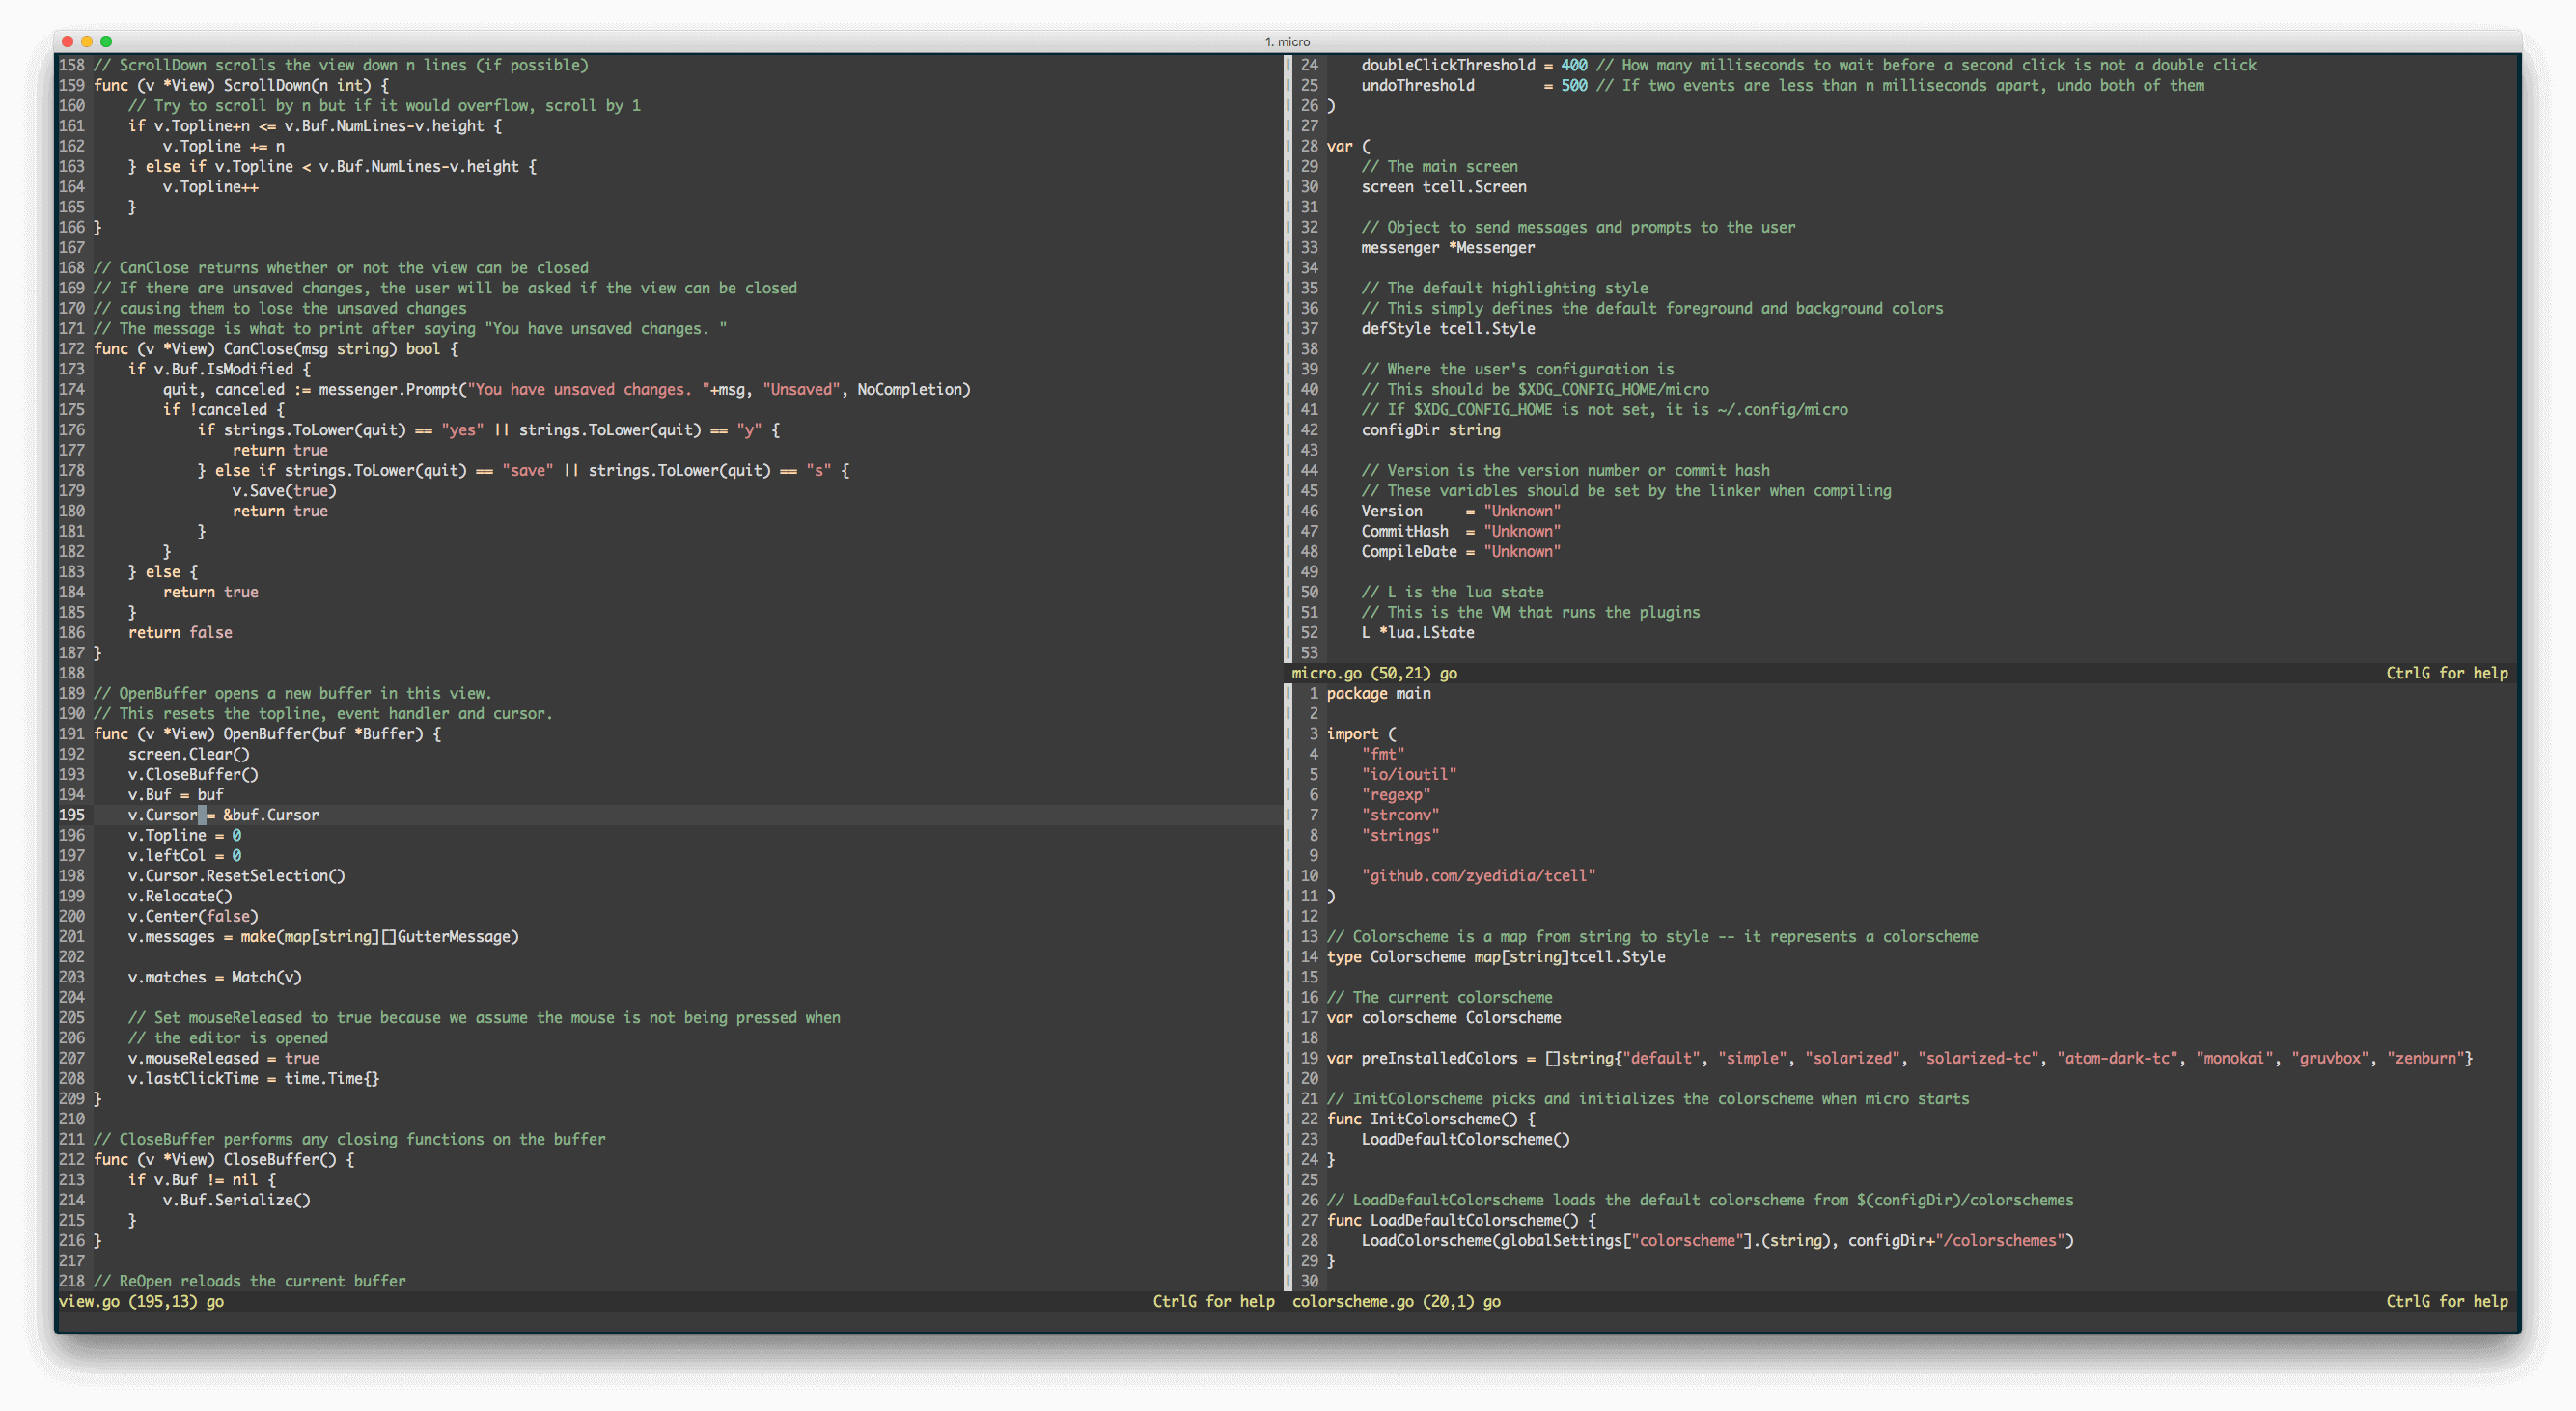 1. micro
158 // ScrollDown scrolls the view down n lines (if possible)
159 func (v *View) ScrollDown(n int) {
160     // Try to scroll by n but if it would overflow, scroll by 1
161     if v.Topline+n <= v.Buf.NumLines-v.height {
162         v.Topline += n
163     } else if v.Topline < v.Buf.NumLines-v.height {
164         v.Topline++
165     }
166 }
167
168 // CanClose returns whether or not the view can be closed
169 // If there are unsaved changes, the user will be asked if the view can be closed
170 // causing them to lose the unsaved changes
171 // The message is what to print after saying "You have unsaved changes. "
172 func (v *View) CanClose(msg string) bool {
173     if v.Buf.IsModified {
174         quit, canceled := messenger.Prompt("You have unsaved changes. "+msg, "Unsaved", NoCompletion)
175         if !canceled {
176             if strings.ToLower(quit) == "yes" || strings.ToLower(quit) == "y" {
177                 return true
178             } else if strings.ToLower(quit) == "save" || strings.ToLower(quit) == "s" {
179                 v.Save(true)
180                 return true
181             }
182         }
183     } else {
184         return true
185     }
186     return false
187 }
188
189 // OpenBuffer opens a new buffer in this view.
190 // This resets the topline, event handler and cursor.
191 func (v *View) OpenBuffer(buf *Buffer) {
192     screen.Clear()
193     v.CloseBuffer()
194     v.Buf = buf
195     v.Cursor = &buf.Cursor
196     v.Topline = 0
197     v.leftCol = 0
198     v.Cursor.ResetSelection()
199     v.Relocate()
200     v.Center(false)
201     v.messages = make(map[string][]GutterMessage)
202
203     v.matches = Match(v)
204
205     // Set mouseReleased to true because we assume the mouse is not being pressed when
206     // the editor is opened
207     v.mouseReleased = true
208     v.lastClickTime = time.Time{}
209 }
210
211 // CloseBuffer performs any closing functions on the buffer
212 func (v *View) CloseBuffer() {
213     if v.Buf != nil {
214         v.Buf.Serialize()
215     }
216 }
217
218 // ReOpen reloads the current buffer
view.go (195,13) go CtrlG for help
24     doubleClickThreshold = 400 // How many milliseconds to wait before a second click is not a double click
25     undoThreshold        = 500 // If two events are less than n milliseconds apart, undo both of them
26 )
27
28 var (
29     // The main screen
30     screen tcell.Screen
31
32     // Object to send messages and prompts to the user
33     messenger *Messenger
34
35     // The default highlighting style
36     // This simply defines the default foreground and background colors
37     defStyle tcell.Style
38
39     // Where the user's configuration is
40     // This should be $XDG_CONFIG_HOME/micro
41     // If $XDG_CONFIG_HOME is not set, it is ~/.config/micro
42     configDir string
43
44     // Version is the version number or commit hash
45     // These variables should be set by the linker when compiling
46     Version     = "Unknown"
47     CommitHash  = "Unknown"
48     CompileDate = "Unknown"
49
50     // L is the lua state
51     // This is the VM that runs the plugins
52     L *lua.LState
53
micro.go (50,21) go CtrlG for help
1 package main
2
3 import (
4     "fmt"
5     "io/ioutil"
6     "regexp"
7     "strconv"
8     "strings"
9
10     "github.com/zyedidia/tcell"
11 )
12
13 // Colorscheme is a map from string to style -- it represents a colorscheme
14 type Colorscheme map[string]tcell.Style
15
16 // The current colorscheme
17 var colorscheme Colorscheme
18
19 var preInstalledColors = []string{"default", "simple", "solarized", "solarized-tc", "atom-dark-tc", "monokai", "gruvbox", "zenburn"}
20
21 // InitColorscheme picks and initializes the colorscheme when micro starts
22 func InitColorscheme() {
23     LoadDefaultColorscheme()
24 }
25
26 // LoadDefaultColorscheme loads the default colorscheme from $(configDir)/colorschemes
27 func LoadDefaultColorscheme() {
28     LoadColorscheme(globalSettings["colorscheme"].(string), configDir+"/colorschemes")
29 }
30
colorscheme.go (20,1) go CtrlG for help